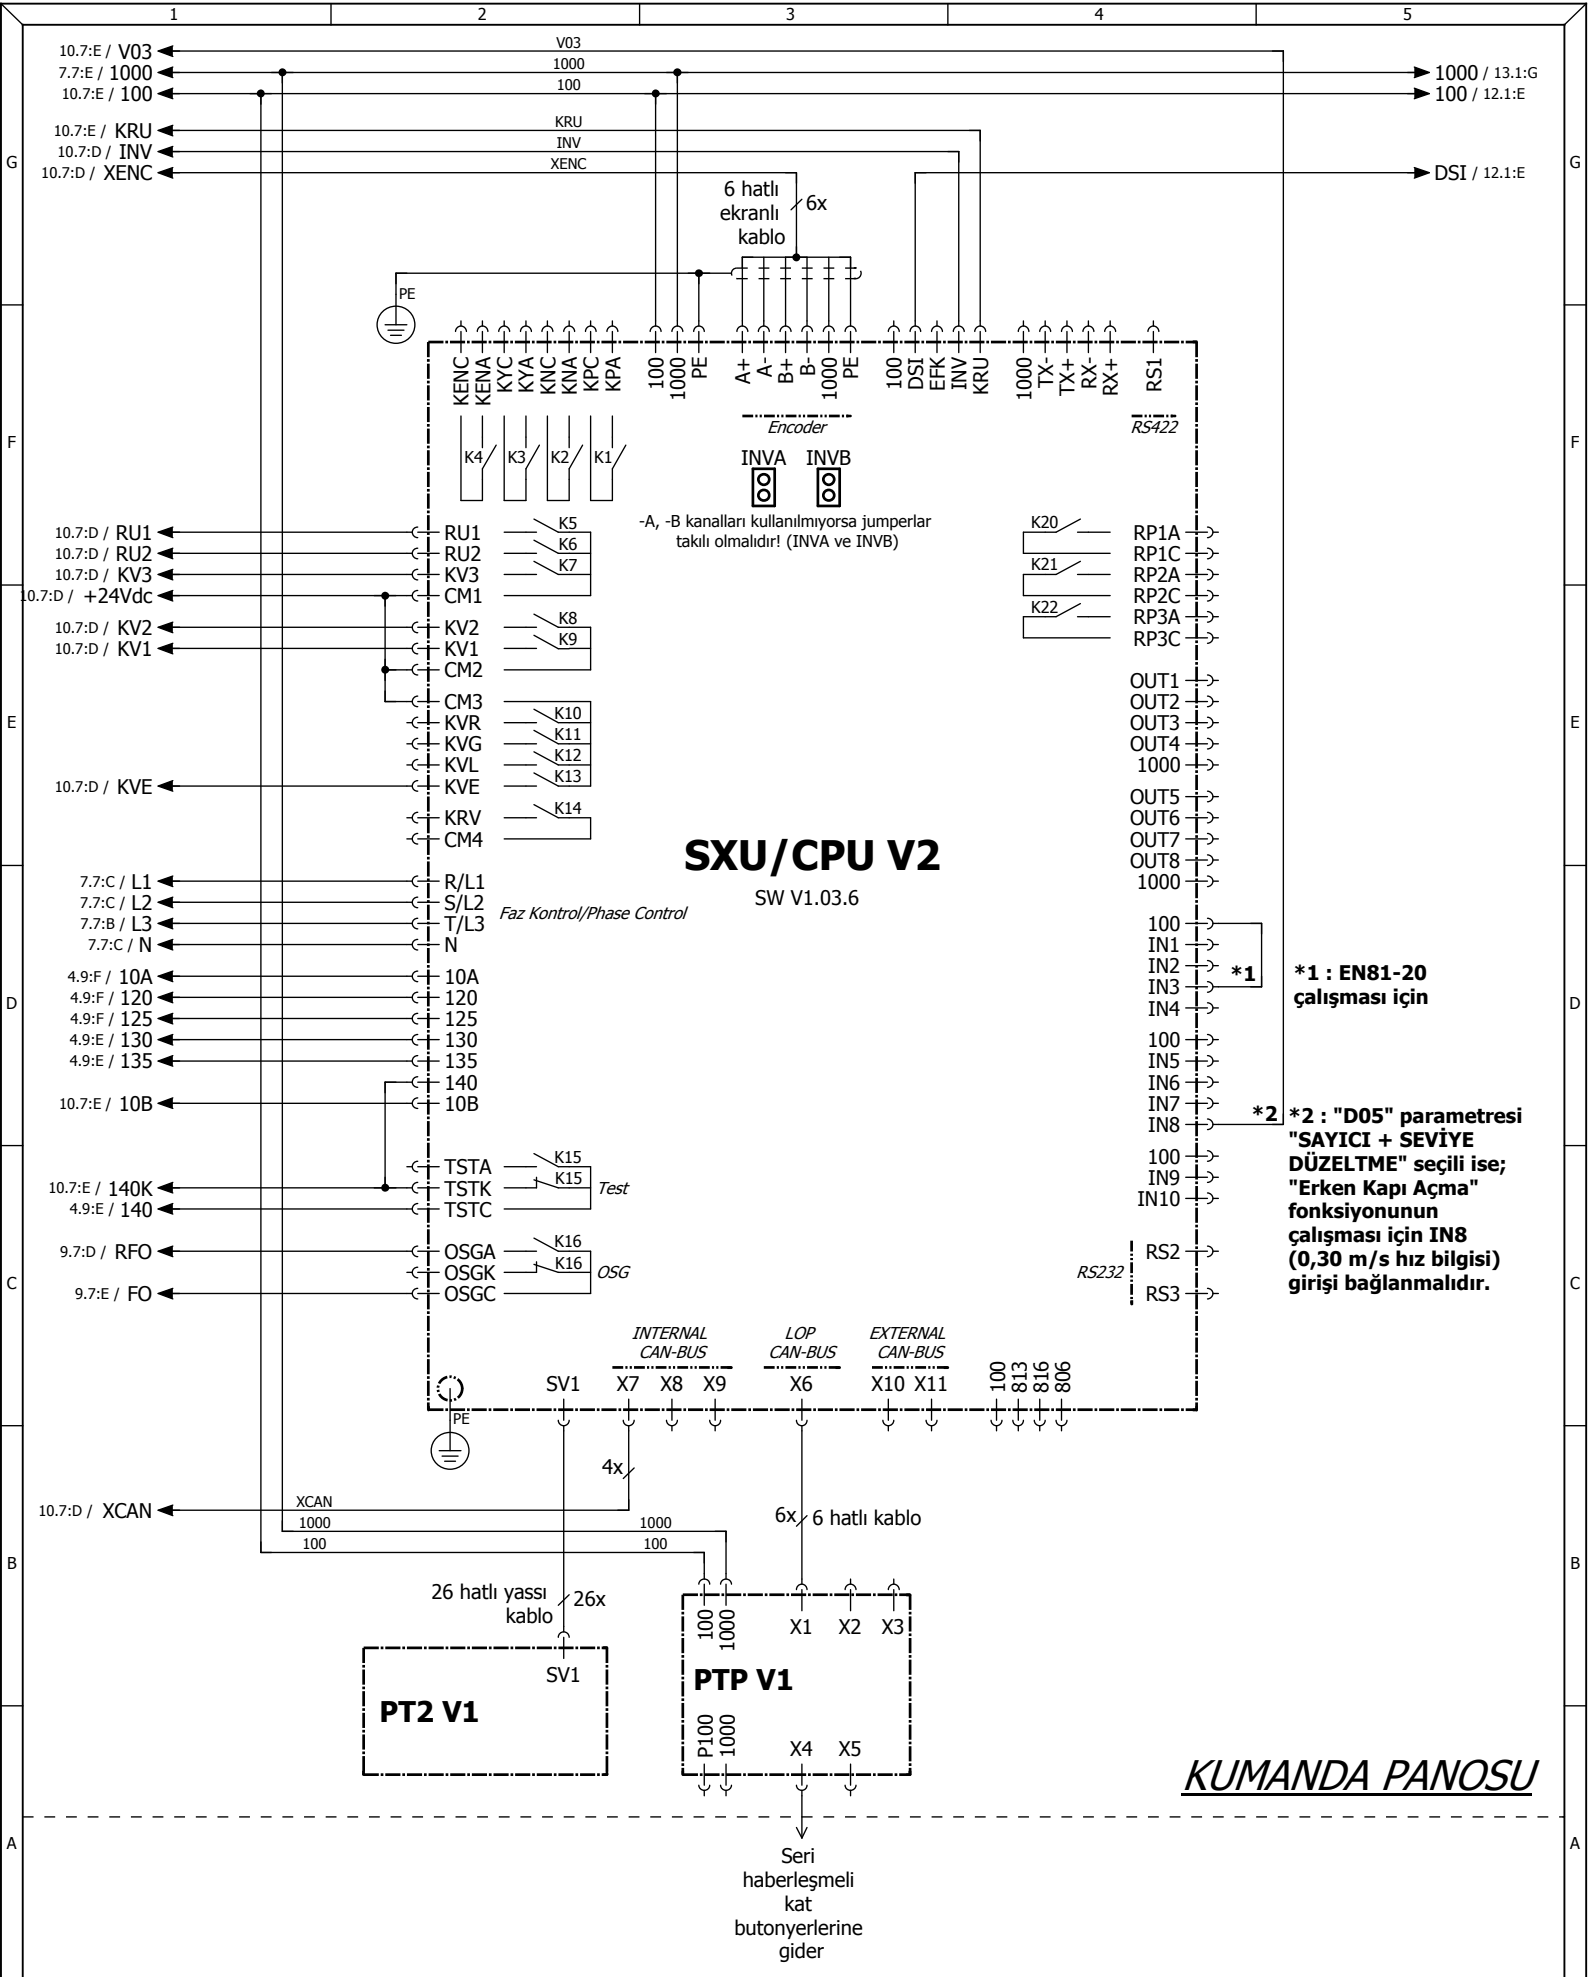 1 2 3 4 5
10.7:E / V03 V03
7.7:E / 1000 1000 1000 / 13.1:G
10.7:E / 100 100 100 / 12.1:E
10.7:E / KRU KRU
10.7:D / INV INV
G G
10.7:D / XENC XENC DSI / 12.1:E
6 hatlı
ekranlı
kablo
6x
PE
KENC KENA KYC KYA KNC KNA KPC KPA 100 1000 PE A+ A- B+ B- 1000 PE 100 DSI EFK INV KRU 1000 TX- TX+ RX- RX+ RS1
Encoder RS422
F F
K4 K3 K2 K1 INVA INVB
-A, -B kanalları kullanılmıyorsa jumperlar
takılı olmalıdır! (INVA ve INVB)
10.7:D / RU1 RU1 K5 K20 RP1A
10.7:D / RU2 RU2 K6 RP1C
10.7:D / KV3 KV3 K7 K21 RP2A
10.7:D / +24Vdc CM1 RP2C
K22 RP3A
10.7:D / KV2 KV2 K8 RP3C
10.7:D / KV1 KV1 K9
CM2 OUT1
CM3 OUT2
E KVR K10 OUT3 E
KVG K11 OUT4
KVL K12 1000
10.7:D / KVE KVE K13 OUT5
KRV K14 OUT6
CM4 OUT7
SXU/CPU V2
OUT8
1000
SW V1.03.6
7.7:C / L1 R/L1
7.7:C / L2 S/L2
Faz Kontrol/Phase Control
7.7:B / L3 T/L3 100
7.7:C / N N IN1
4.9:F / 10A 10A IN2 *1
*1 : EN81-20
çalışması için
D 4.9:F / 120 120 IN3 D
4.9:F / 125 125 IN4
4.9:E / 130 130 100
4.9:E / 135 135 IN5
140 IN6
10.7:E / 10B 10B IN7
IN8 *2
*2 : "D05" parametresi
"SAYICI + SEVİYE
DÜZELTME" seçili ise;
"Erken Kapı Açma"
fonksiyonunun
çalışması için IN8
(0,30 m/s hız bilgisi)
girişi bağlanmalıdır.
TSTA K15 100
10.7:E / 140K TSTK K15 Test IN9
4.9:E / 140 TSTC IN10
9.7:D / RFO OSGA K16 RS2
C OSGK K16 OSG RS232 C
9.7:E / FO OSGC RS3
INTERNAL
CAN-BUS
LOP
CAN-BUS
EXTERNAL
CAN-BUS
SV1 X7 X8 X9 X6 X10 X11 100 813 816 806
PE
4x
10.7:D / XCAN XCAN
6x 6 hatlı kablo
1000 1000
100 100
B B
26 hatlı yassı
kablo
26x
SV1
PT2 V1
100 1000 X1 X2 X3
PTP V1
P100 1000 X4 X5
KUMANDA PANOSU
A A
Seri
haberleşmeli
kat
butonyerlerine
gider